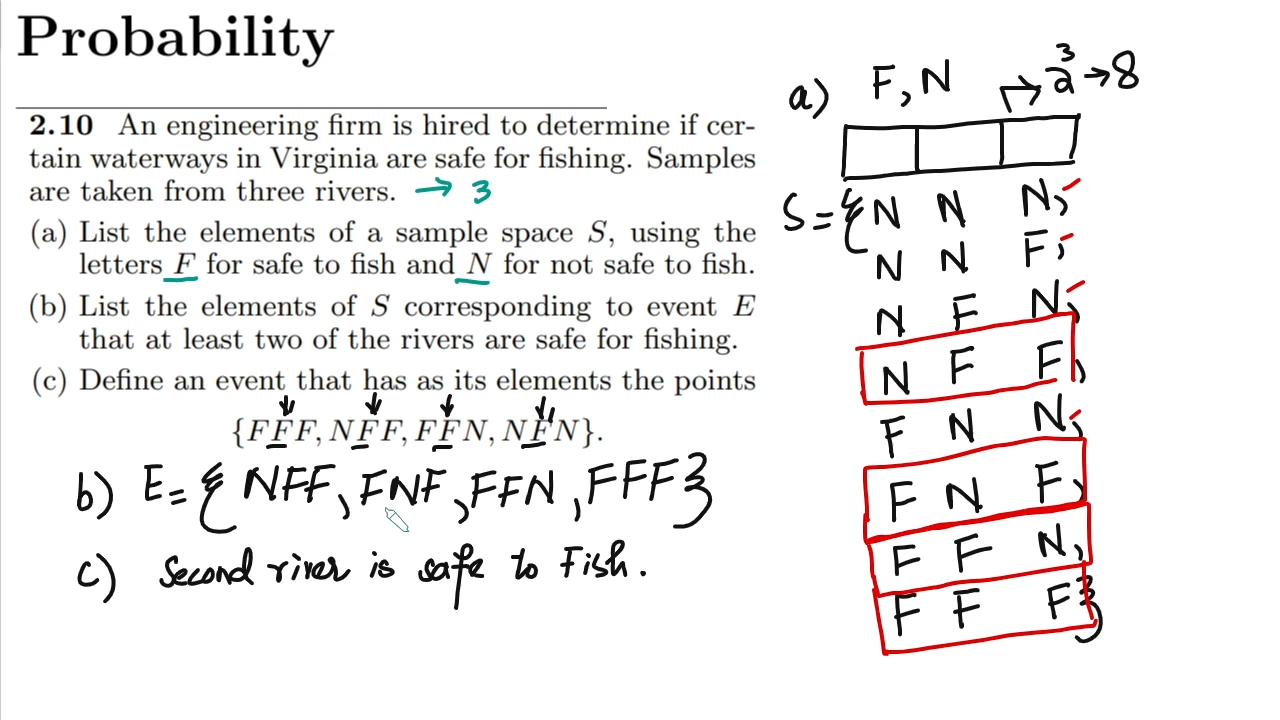 Probability
2.10 An engineering firm is hired to determine if cer-
tain waterways in Virginia are safe for fishing. Samples
are taken from three rivers. → 3
(a) List the elements of a sample space S, using the
letters F for safe to fish and N for not safe to fish.
(b) List the elements of S corresponding to event E
that at least two of the rivers are safe for fishing.
(c) Define an event that has as its elements the points
{FFF, NFF, FFN, NFN}.
b) E = { NFF, FNF, FFN, FFF }
c) Second river is safe to Fish.
a) F, N → 2³ → 8
S = { N N N,
N N F,
N F N,
N F F,
F N N,
F N F,
F F N,
F F F }